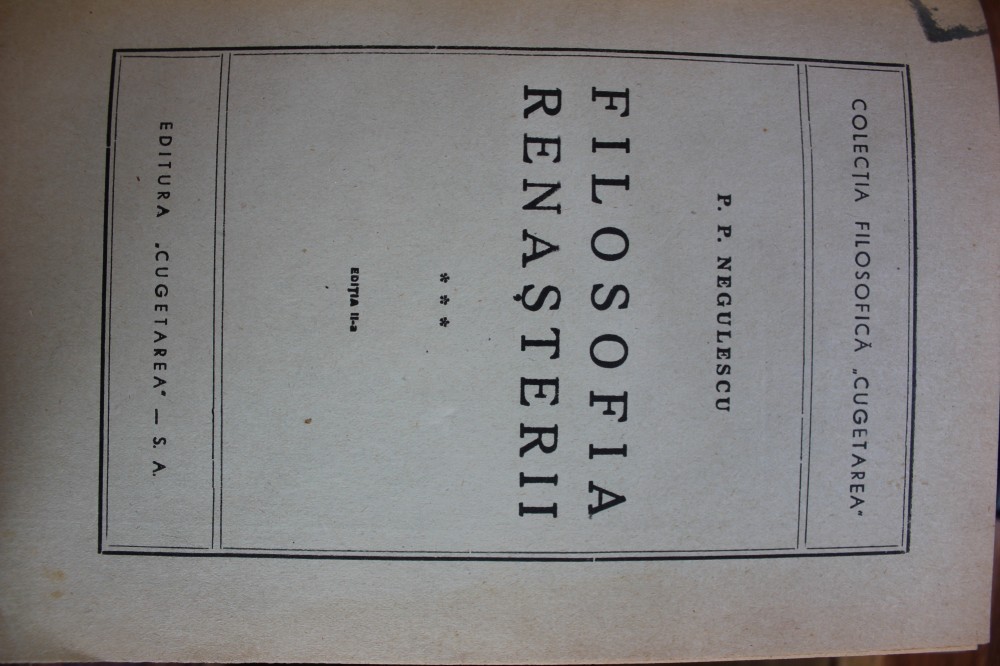 COLECȚIA FILOSOFICĂ „CUGETAREA“
P. P. NEGULESCU
FILOSOFIA
RENAȘTERII
* * *
EDIȚIA II-a
EDITURA „CUGETAREA“ — S. A.